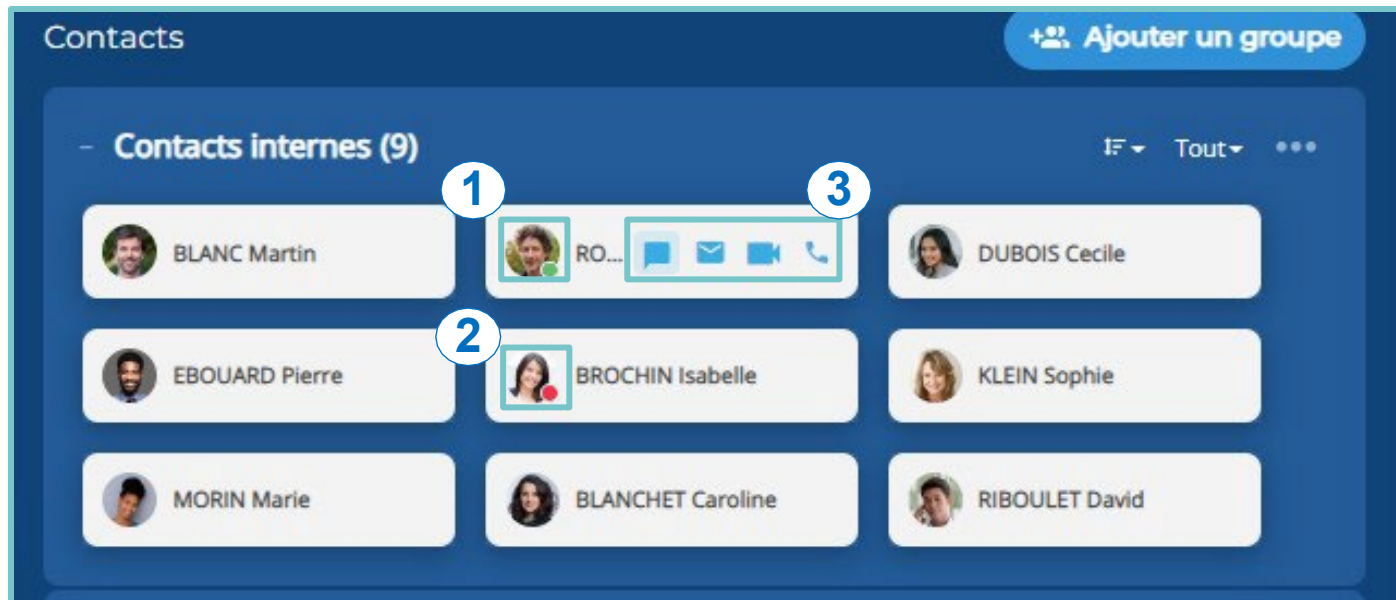 Contacts
Ajouter un groupe
Contacts internes (9)
Tout
1
3
BLANC Martin
RO...
DUBOIS Cecile
2
EBOUARD Pierre
BROCHIN Isabelle
KLEIN Sophie
MORIN Marie
BLANCHET Caroline
RIBOULET David